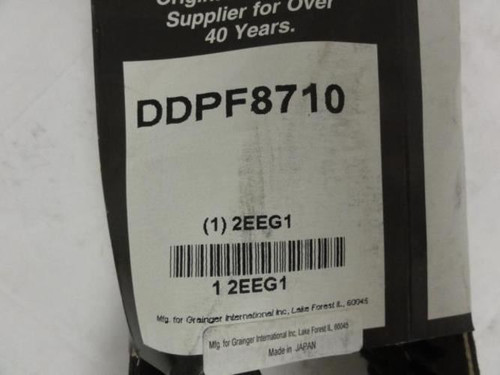 Supplier for Over
40 Years.
DDPF8710
(1) 2EEG1
1 2EEG1
Mfg. for Grainger International Inc, Lake Forest IL, 60045
Mfg. for Grainger International Inc, Lake Forest IL, 60045
Made in JAPAN